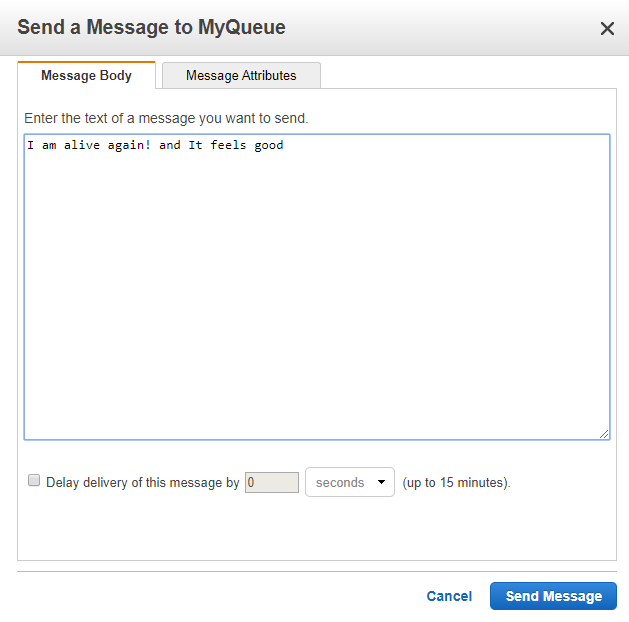 Send a Message to MyQueue
Message Body
Message Attributes
Enter the text of a message you want to send.
I am alive again! and It feels good
Delay delivery of this message by 0 seconds (up to 15 minutes).
Cancel
Send Message